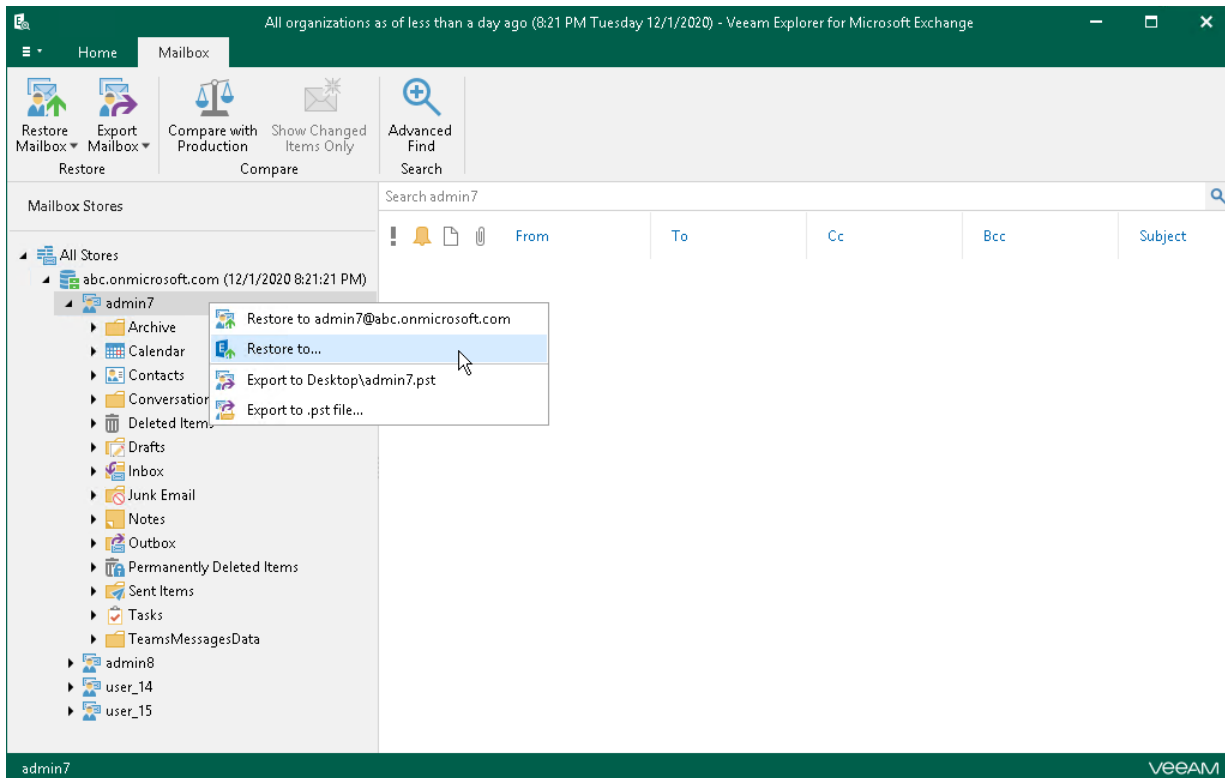 All organizations as of less than a day ago (8:21 PM Tuesday 12/1/2020) - Veeam Explorer for Microsoft Exchange
Home Mailbox
Restore Mailbox
Export Mailbox
Compare with Production
Show Changed Items Only
Advanced Find
Restore Compare Search
Mailbox Stores
Search admin7
From To Cc Bcc Subject
All Stores
abc.onmicrosoft.com (12/1/2020 8:21:21 PM)
admin7
Archive
Calendar
Contacts
Conversation
Deleted Items
Drafts
Inbox
Junk Email
Notes
Outbox
Permanently Deleted Items
Sent Items
Tasks
TeamsMessagesData
admin8
user_14
user_15
Restore to admin7@abc.onmicrosoft.com
Restore to...
Export to Desktop\admin7.pst
Export to .pst file...
admin7
VEEAM